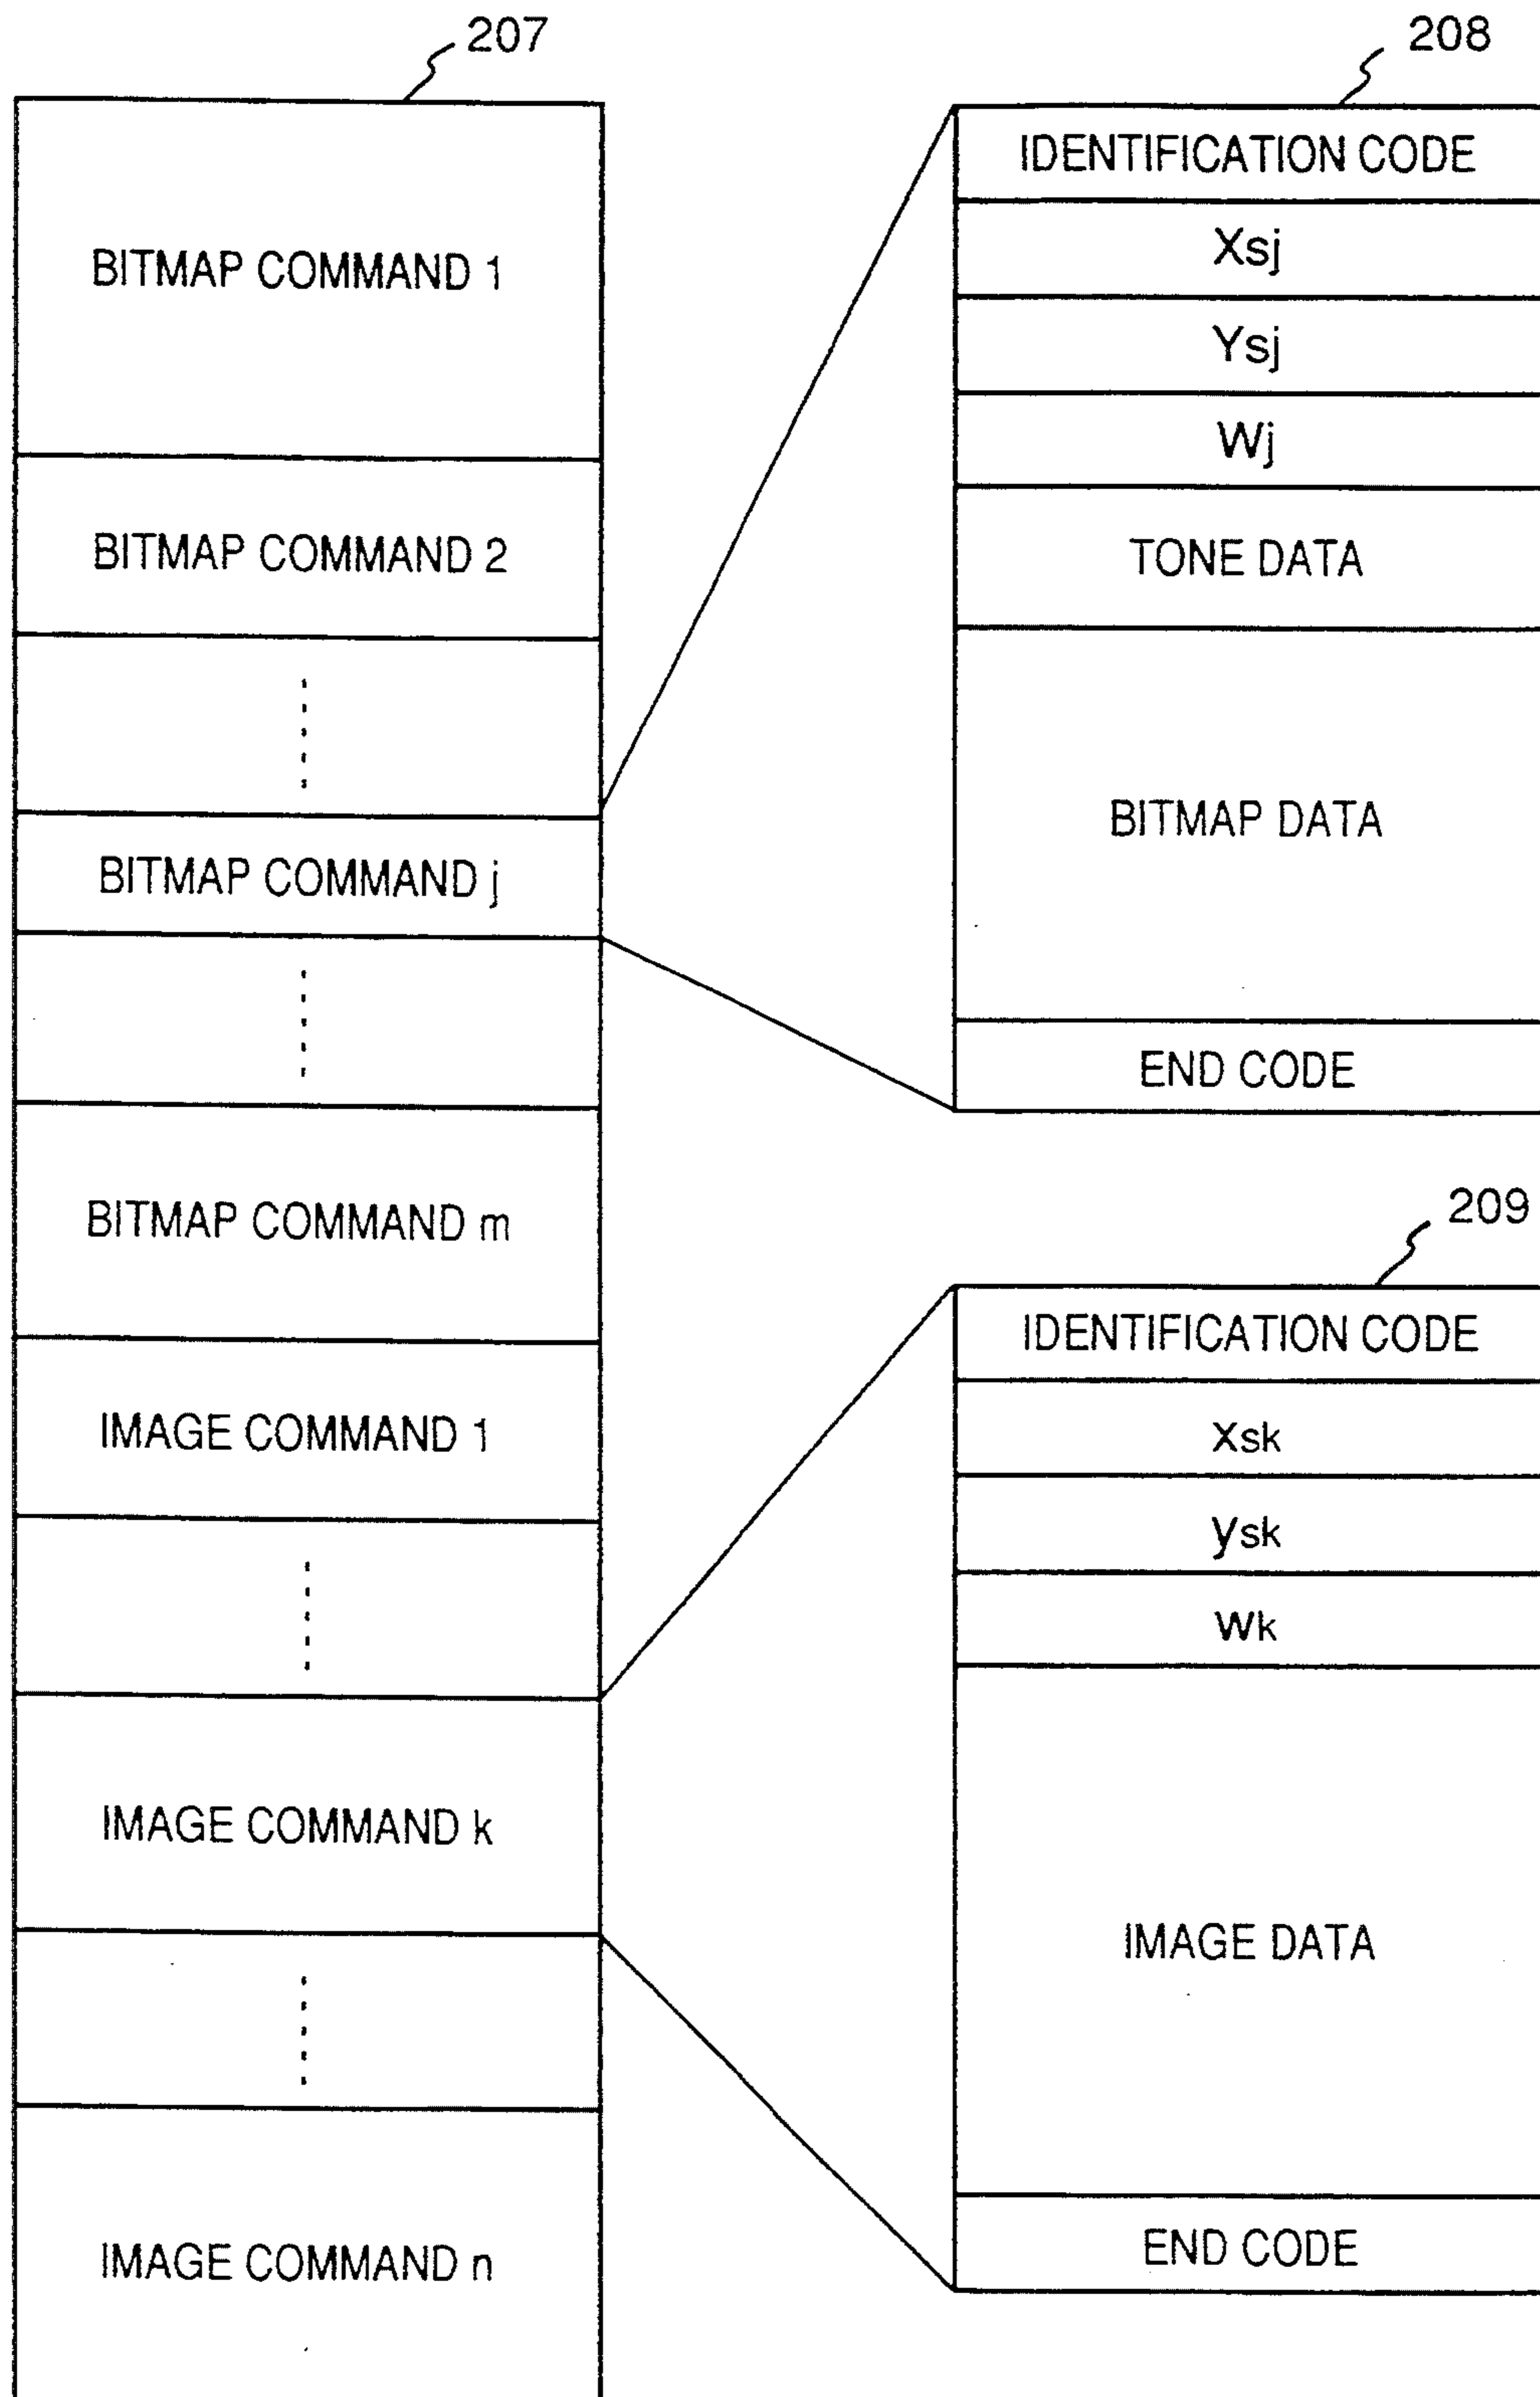 207
BITMAP COMMAND 1
BITMAP COMMAND 2
BITMAP COMMAND j
BITMAP COMMAND m
IMAGE COMMAND 1
IMAGE COMMAND k
IMAGE COMMAND n
208
IDENTIFICATION CODE
Xsj
Ysj
Wj
TONE DATA
BITMAP DATA
END CODE
209
IDENTIFICATION CODE
xsk
ysk
wk
IMAGE DATA
END CODE